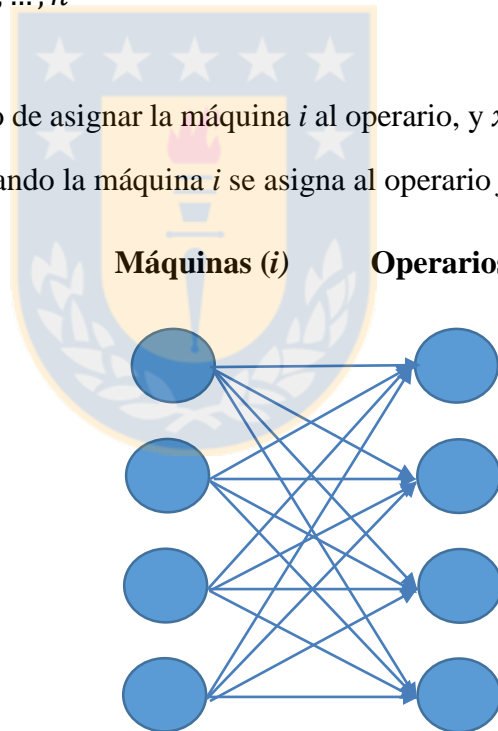 , … , n
o de asignar la máquina i al operario, y
ando la máquina i se asigna al operario
Máquinas (i) Operarios